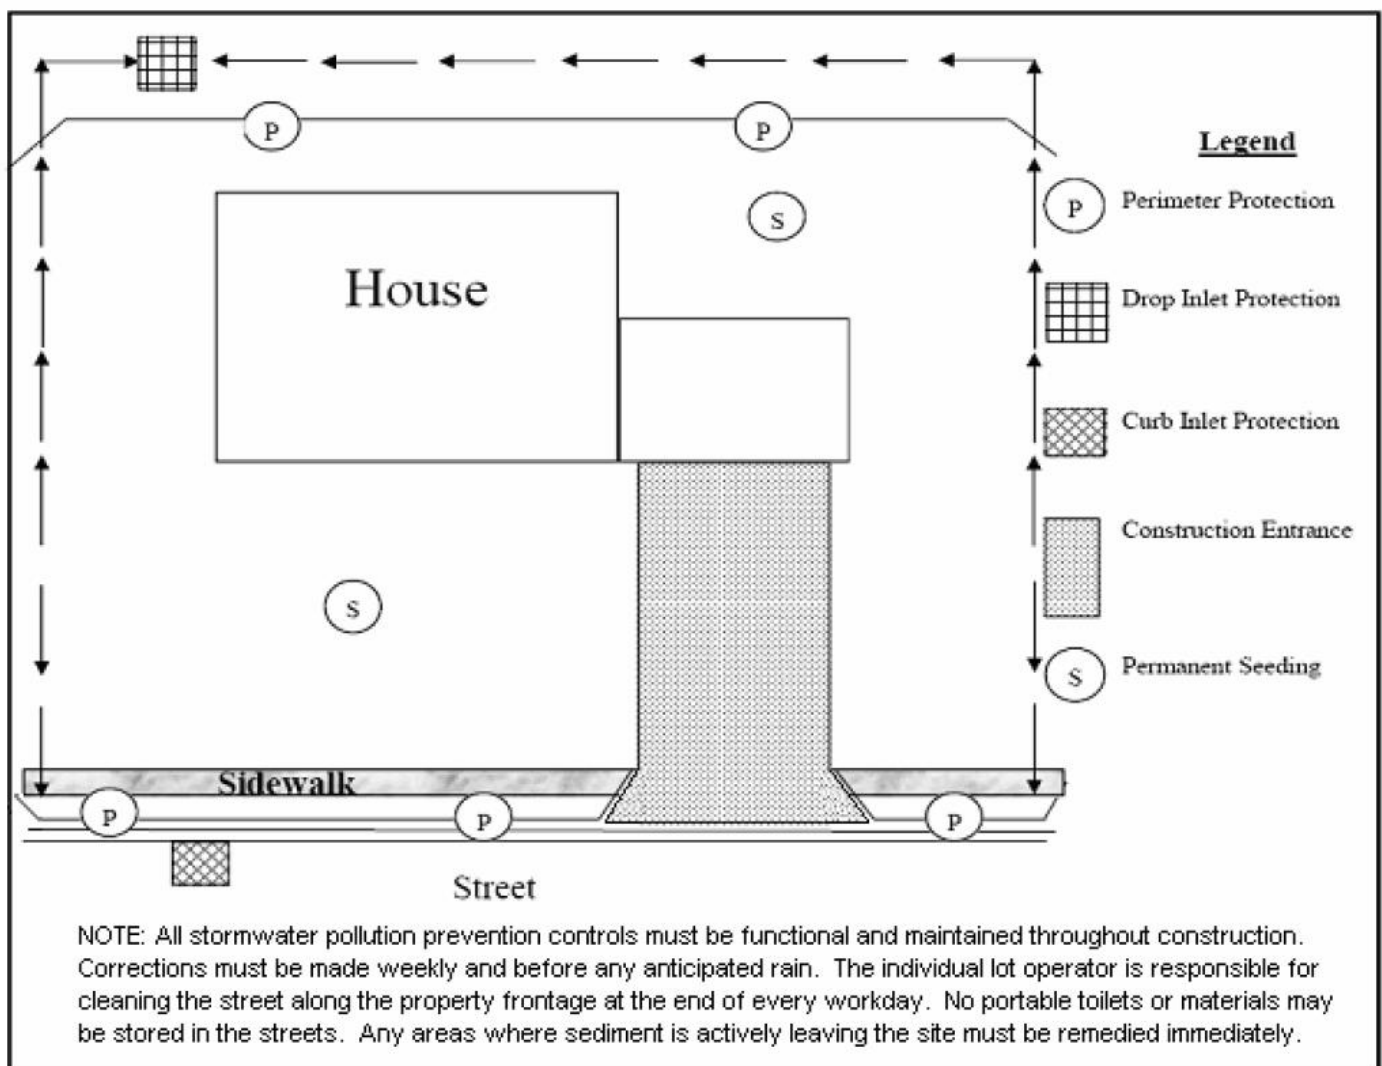 P
P
Legend
S
P
Perimeter Protection
House
Drop Inlet Protection
Curb Inlet Protection
Construction Entrance
S
S
Permanent Seeding
Sidewalk
P
P
P
Street
NOTE: All stormwater pollution prevention controls must be functional and maintained throughout construction.
Corrections must be made weekly and before any anticipated rain.  The individual lot operator is responsible for
cleaning the street along the property frontage at the end of every workday.  No portable toilets or materials may
be stored in the streets.  Any areas where sediment is actively leaving the site must be remedied immediately.